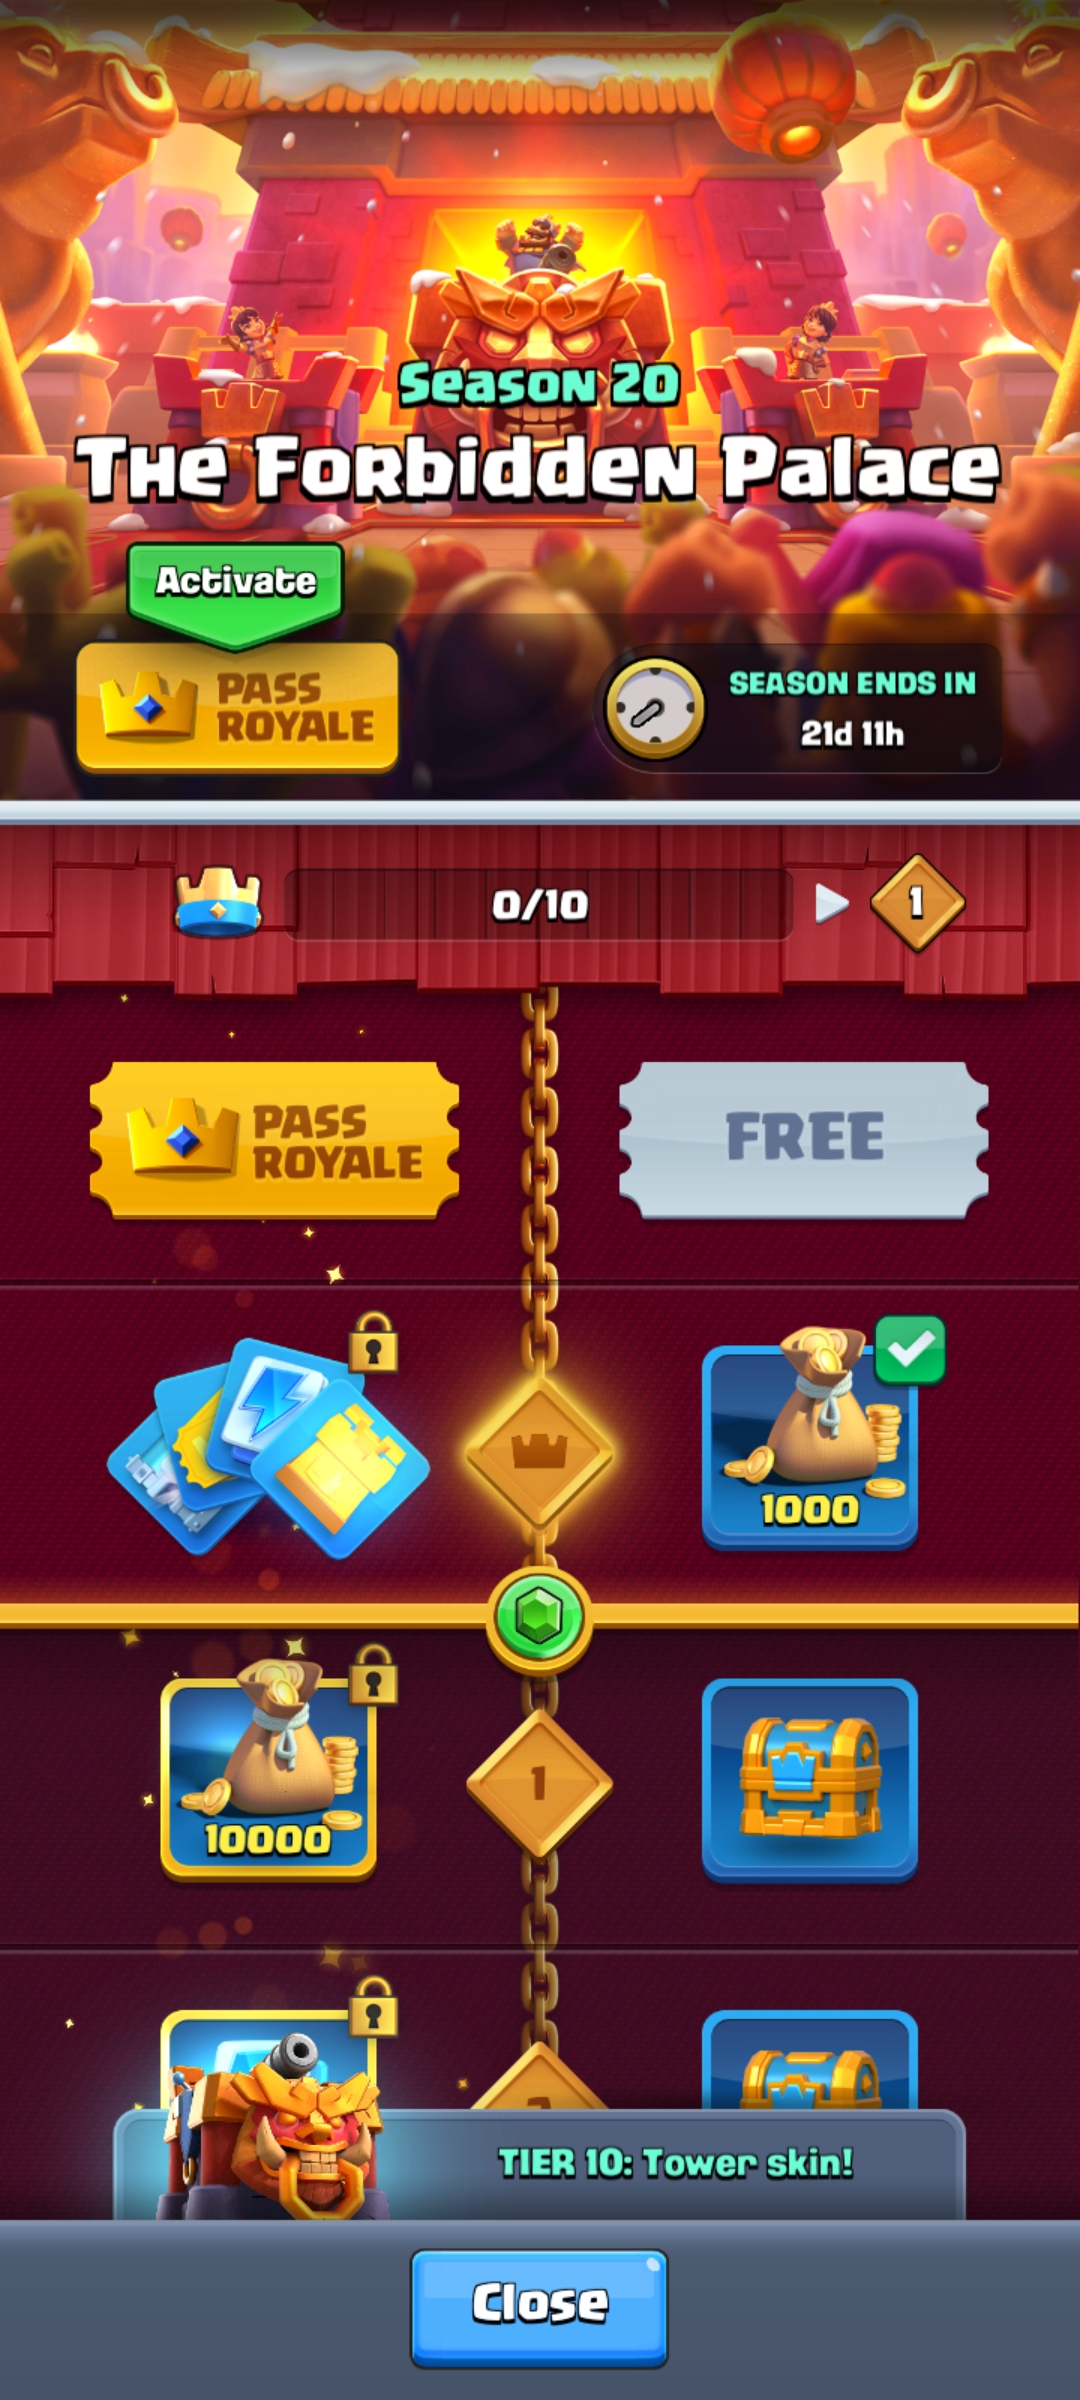 Season 20
The Forbidden Palace
Activate
PASS
ROYALE
SEASON ENDS IN
21d 11h
0/10
1
PASS
ROYALE
FREE
1000
10000
1
TIER 10: Tower skin!
Close